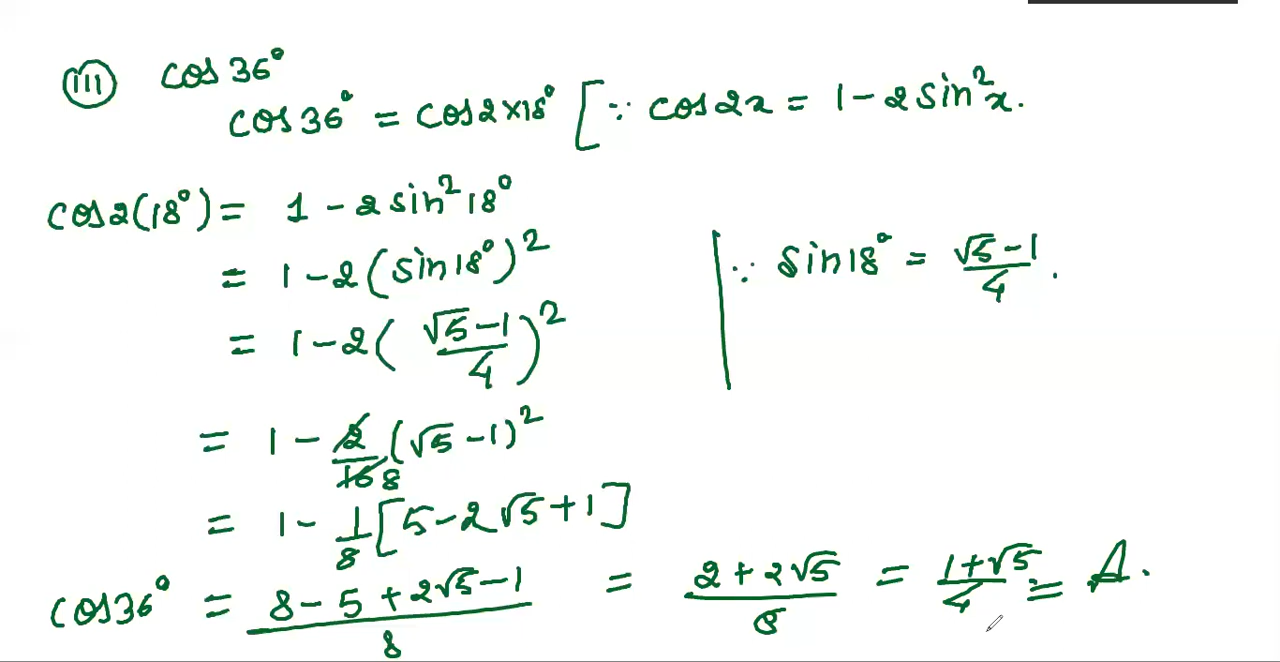 (iii) cos 36°
cos 36° = cos 2×18° [∵ cos 2x = 1 - 2 sin²x.
cos 2(18°) = 1 - 2 sin² 18°
= 1 - 2 (sin 18°)²
∵ sin 18° = (√5 - 1)/4 .
= 1 - 2 ( (√5 - 1)/4 )²
= 1 - 2/16 8 (√5 - 1)²
= 1 - 1/8 [5 - 2√5 + 1]
cos 36° = (8 - 5 + 2√5 - 1)/8 = (2 + 2√5)/8 = (1 + √5)/4 = A.